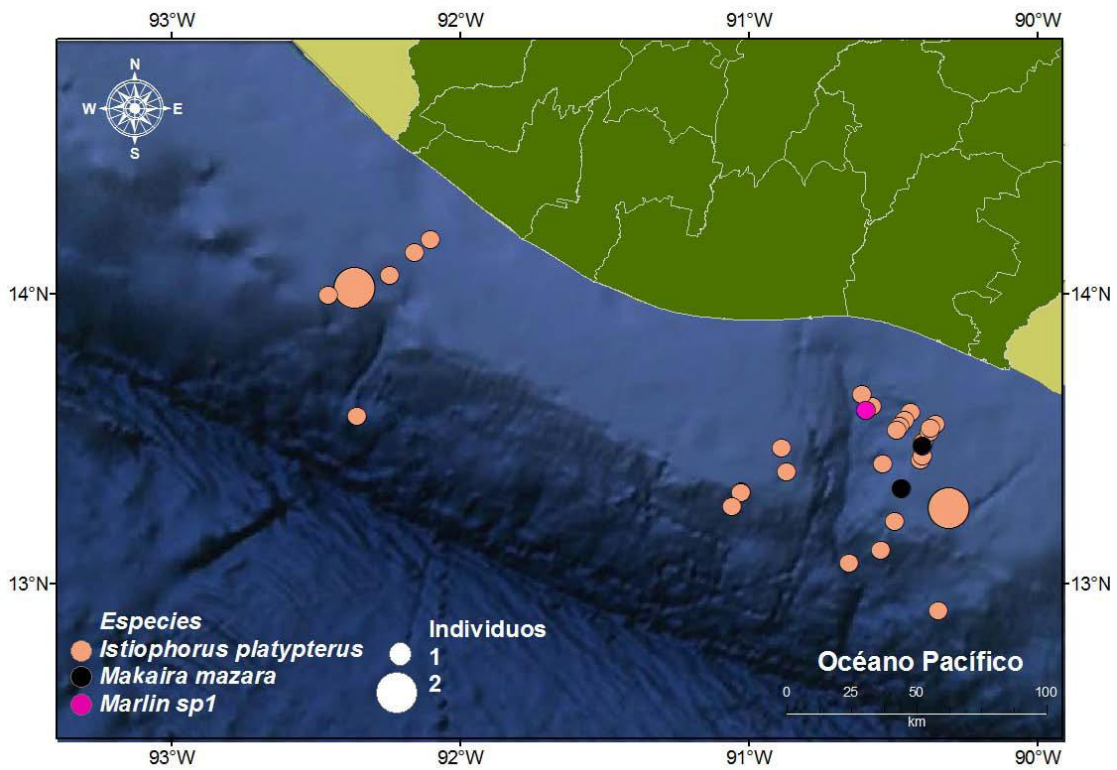 93°W 92°W 91°W 90°W
N
W E
S
14°N 14°N
13°N 13°N
Especies
Istiophorus platypterus
Makaira mazara
Marlin sp1
Individuos
1
2
Océano Pacífico
0 25 50 100
km
93°W 92°W 91°W 90°W